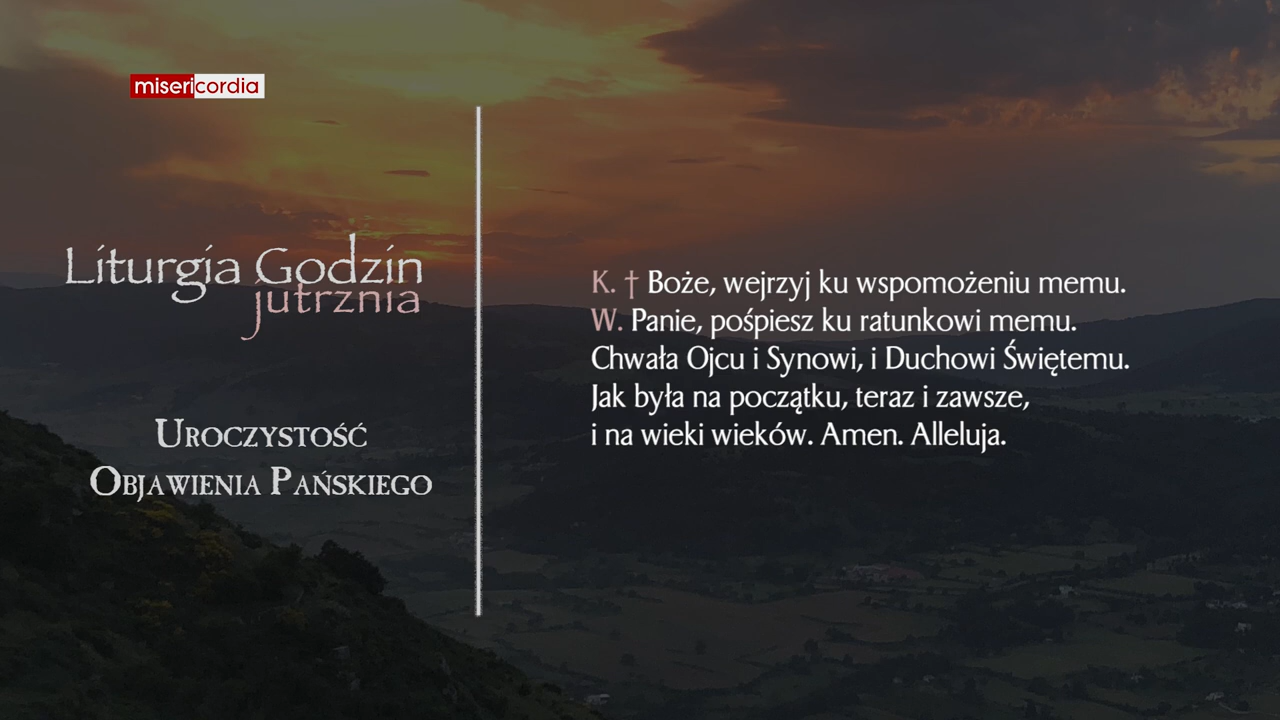 misericordia
Liturgia Godzin
jutrznia
Uroczystość
Objawienia Pańskiego
K. † Boże, wejrzyj ku wspomożeniu memu.
W. Panie, pośpiesz ku ratunkowi memu.
Chwała Ojcu i Synowi, i Duchowi Świętemu.
Jak była na początku, teraz i zawsze,
i na wieki wieków. Amen. Alleluja.